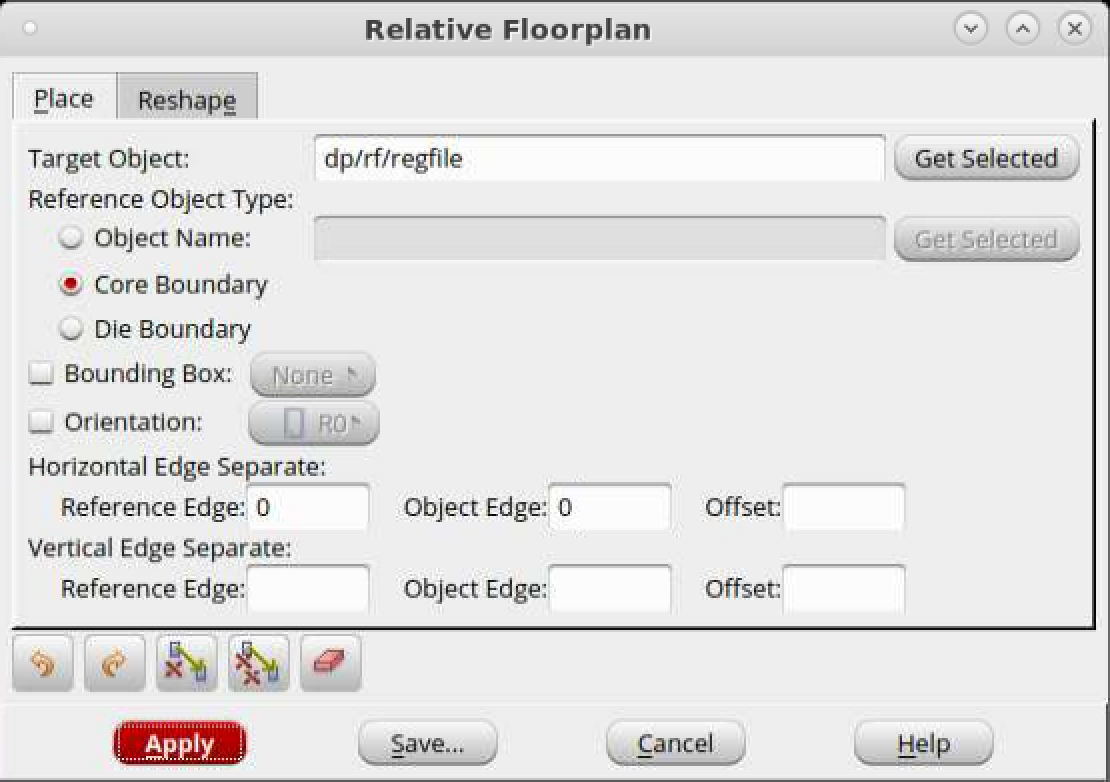 Relative Floorplan
Place Reshape
Target Object: dp/rf/regfile Get Selected
Reference Object Type:
Object Name: Get Selected
Core Boundary
Die Boundary
Bounding Box: None
Orientation: R0
Horizontal Edge Separate:
Reference Edge: 0 Object Edge: 0 Offset:
Vertical Edge Separate:
Reference Edge: Object Edge: Offset:
Apply Save... Cancel Help